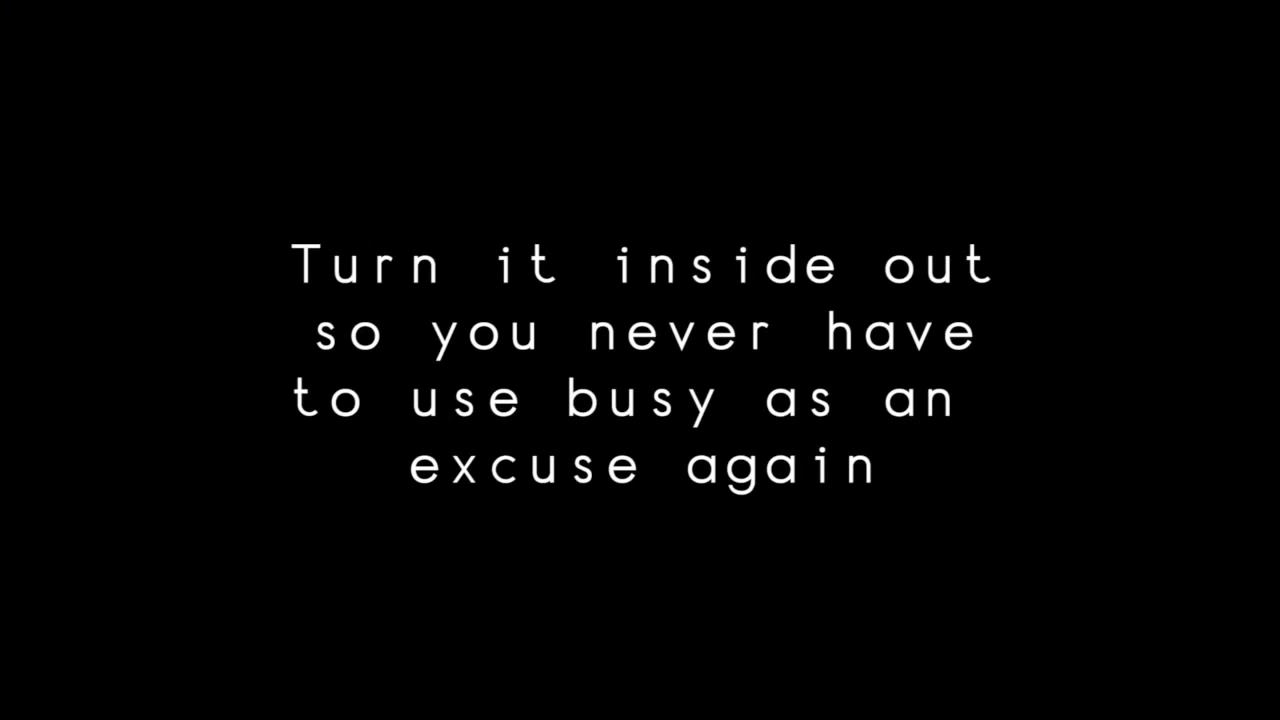 Turn it inside out
so you never have
to use busy as an
excuse again